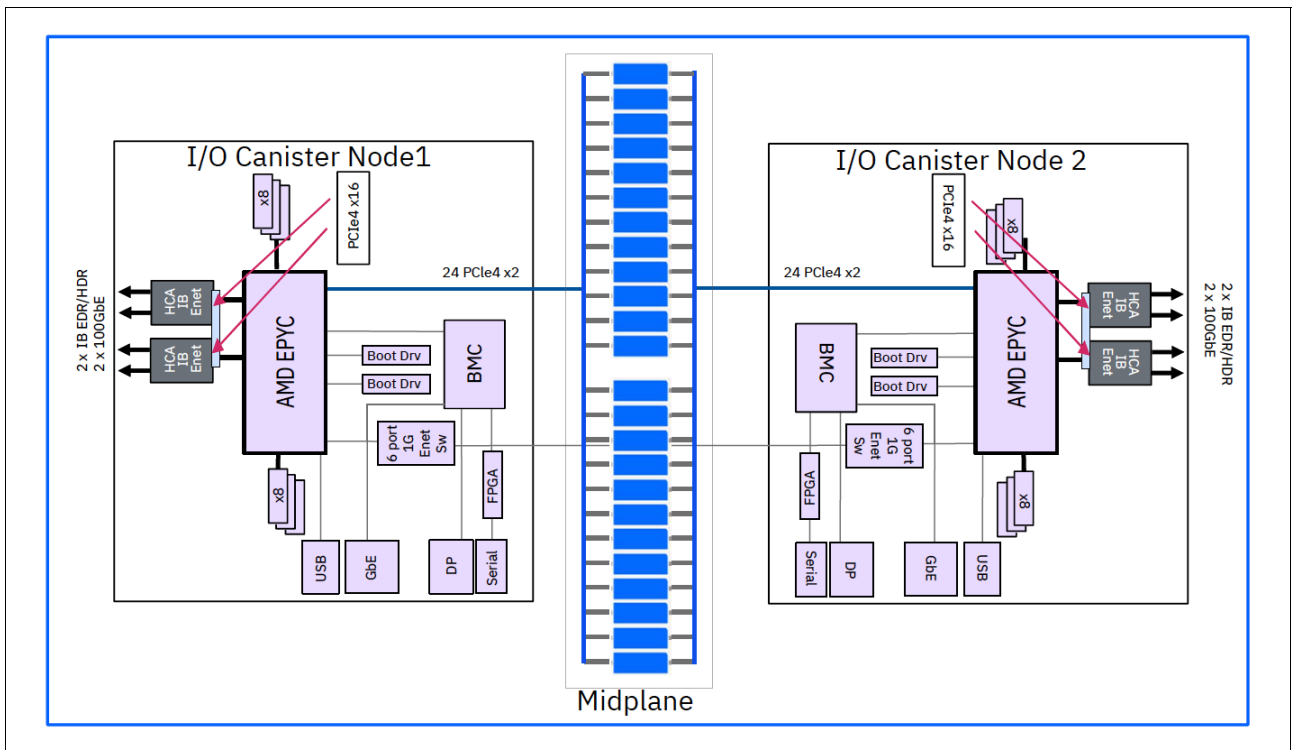 I/O Canister Node1
x8
PCIe4 x16
24 PCIe4 x2
2 x IB EDR/HDR
2 x 100GbE
HCA
IB
Enet
HCA
IB
Enet
AMD EPYC
Boot Drv
Boot Drv
BMC
6 port
1G
Enet
Sw
FPGA
x8
USB
GbE
DP
Serial
Midplane
I/O Canister Node 2
PCIe4 x16
x8
24 PCIe4 x2
BMC
Boot Drv
Boot Drv
AMD EPYC
HCA
IB
Enet
HCA
IB
Enet
2 x IB EDR/HDR
2 x 100GbE
6 port
1G
Enet
Sw
FPGA
x8
Serial
DP
GbE
USB